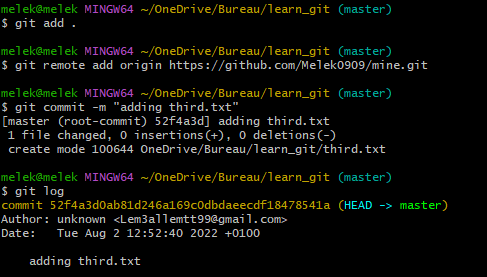 melek@melek MINGW64 ~/OneDrive/Bureau/learn_git (master)
$ git add .
melek@melek MINGW64 ~/OneDrive/Bureau/learn_git (master)
$ git remote add origin https://github.com/Melek0909/mine.git
melek@melek MINGW64 ~/OneDrive/Bureau/learn_git (master)
$ git commit -m "adding third.txt"
[master (root-commit) 52f4a3d] adding third.txt
 1 file changed, 0 insertions(+), 0 deletions(-)
 create mode 100644 OneDrive/Bureau/learn_git/third.txt
melek@melek MINGW64 ~/OneDrive/Bureau/learn_git (master)
$ git log
commit 52f4a3d0ab81d246a169c0dbdaeecdf18478541a (HEAD -> master)
Author: unknown <Lem3allemtt99@gmail.com>
Date:   Tue Aug 2 12:52:40 2022 +0100
    adding third.txt